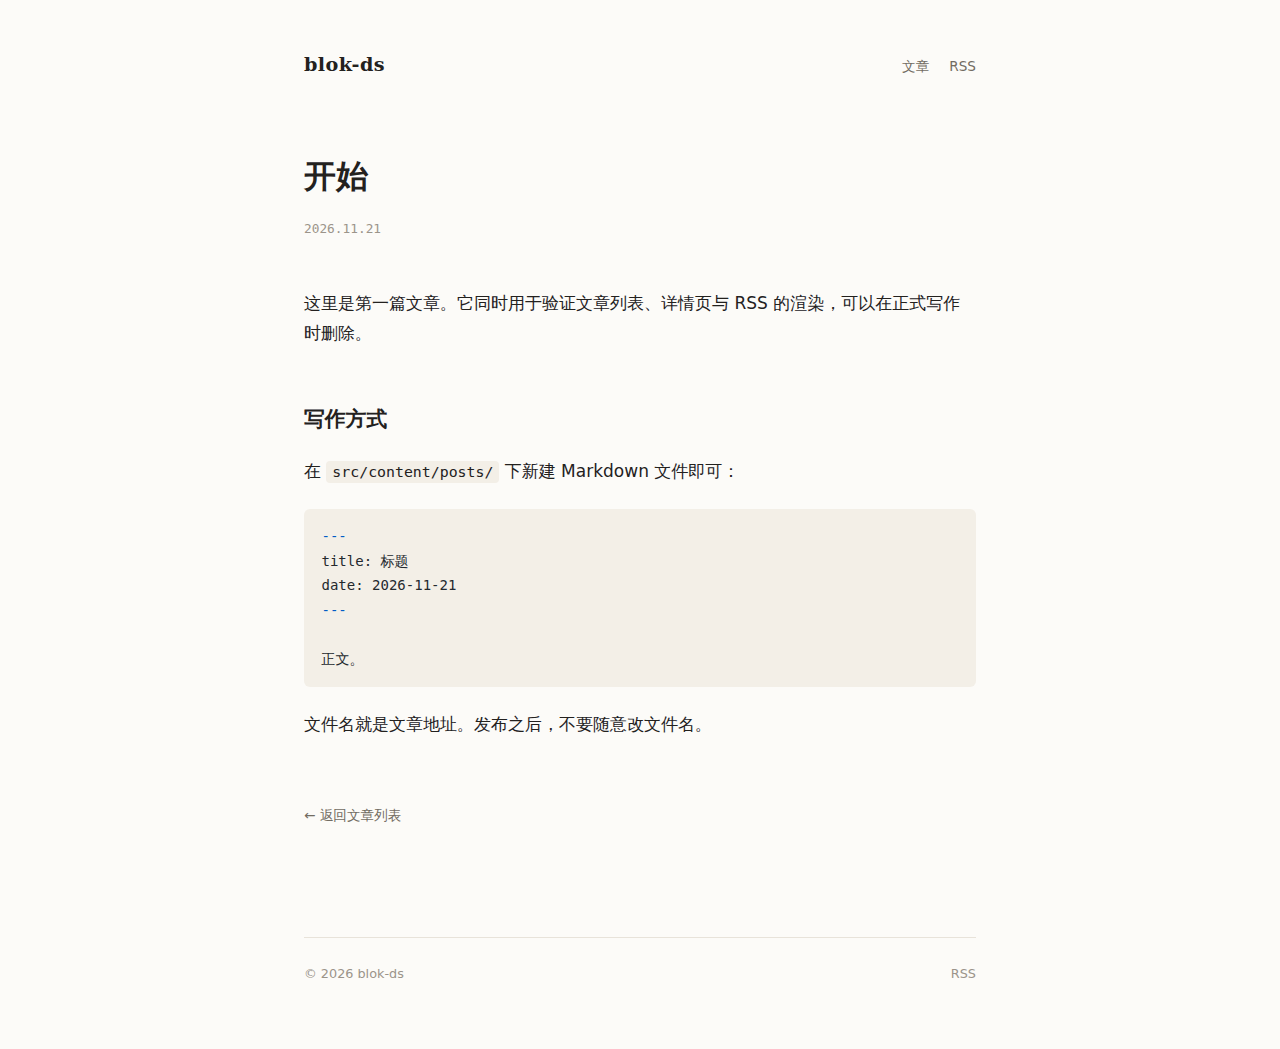 blok-ds
文章 RSS
开始
2026.11.21
这里是第一篇文章。它同时用于验证文章列表、详情页与 RSS 的渲染，可以在正式写作
时删除。
写作方式
在 src/content/posts/ 下新建 Markdown 文件即可：
---
title: 标题
date: 2026-11-21
---
正文。
文件名就是文章地址。发布之后，不要随意改文件名。
← 返回文章列表
© 2026 blok-ds
RSS